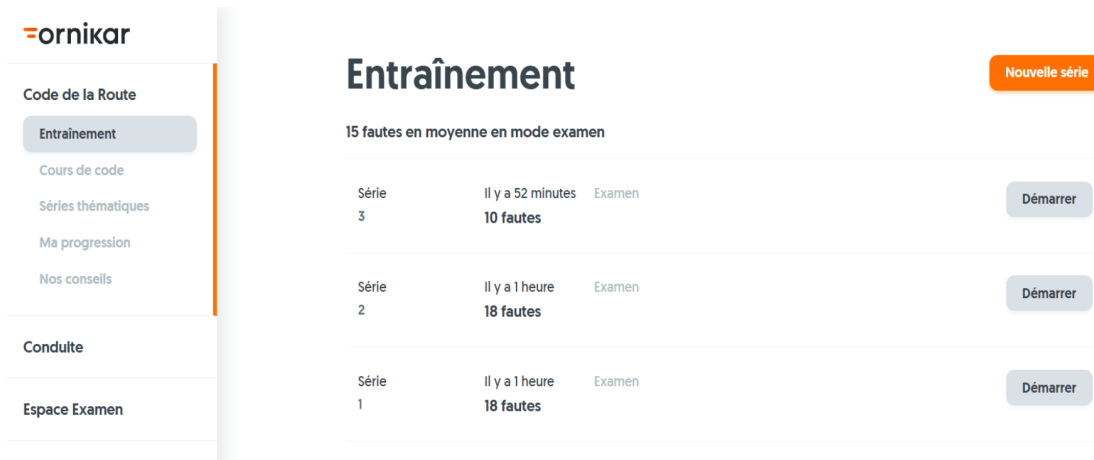 ornikar
Code de la Route
Entraînement
Cours de code
Séries thématiques
Ma progression
Nos conseils
Conduite
Espace Examen
Entraînement
Nouvelle série
15 fautes en moyenne en mode examen
Série Il y a 52 minutes Examen
3 10 fautes
Démarrer
Série Il y a 1 heure Examen
2 18 fautes
Démarrer
Série Il y a 1 heure Examen
1 18 fautes
Démarrer